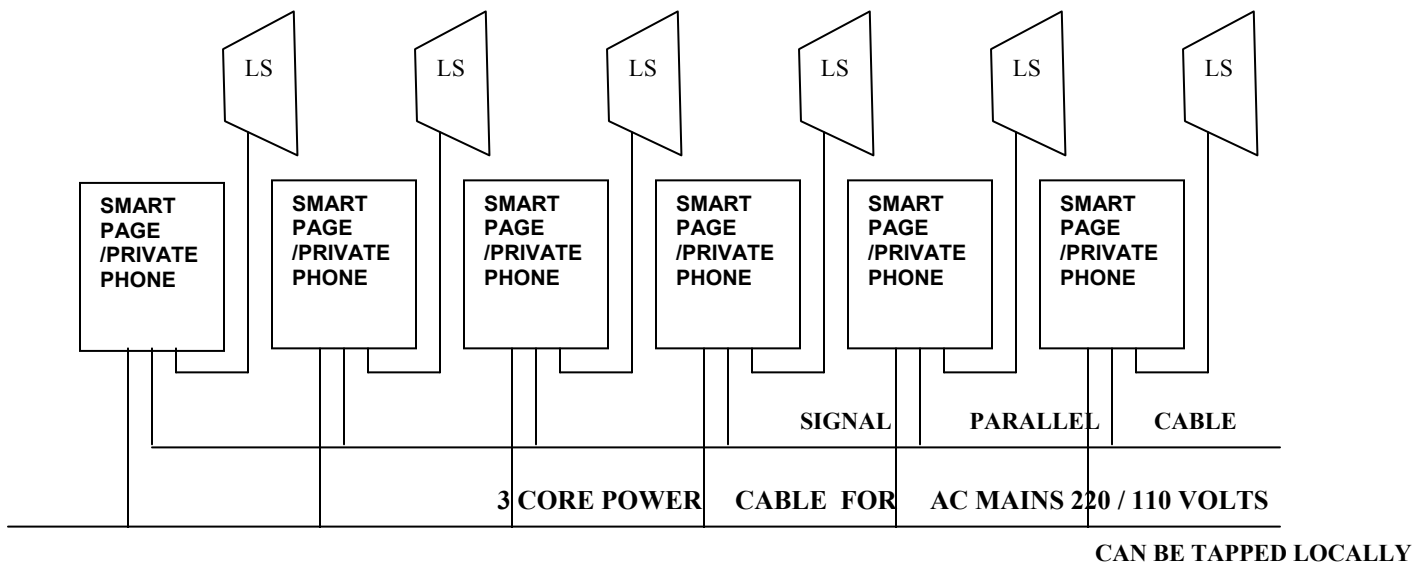 LS LS LS LS LS LS
SMART SMART SMART SMART SMART SMART
PAGE PAGE PAGE PAGE PAGE PAGE
/PRIVATE /PRIVATE /PRIVATE /PRIVATE /PRIVATE /PRIVATE
PHONE PHONE PHONE PHONE PHONE PHONE
SIGNAL PARALLEL CABLE
3 CORE POWER CABLE FOR AC MAINS 220 / 110 VOLTS
CAN BE TAPPED LOCALLY